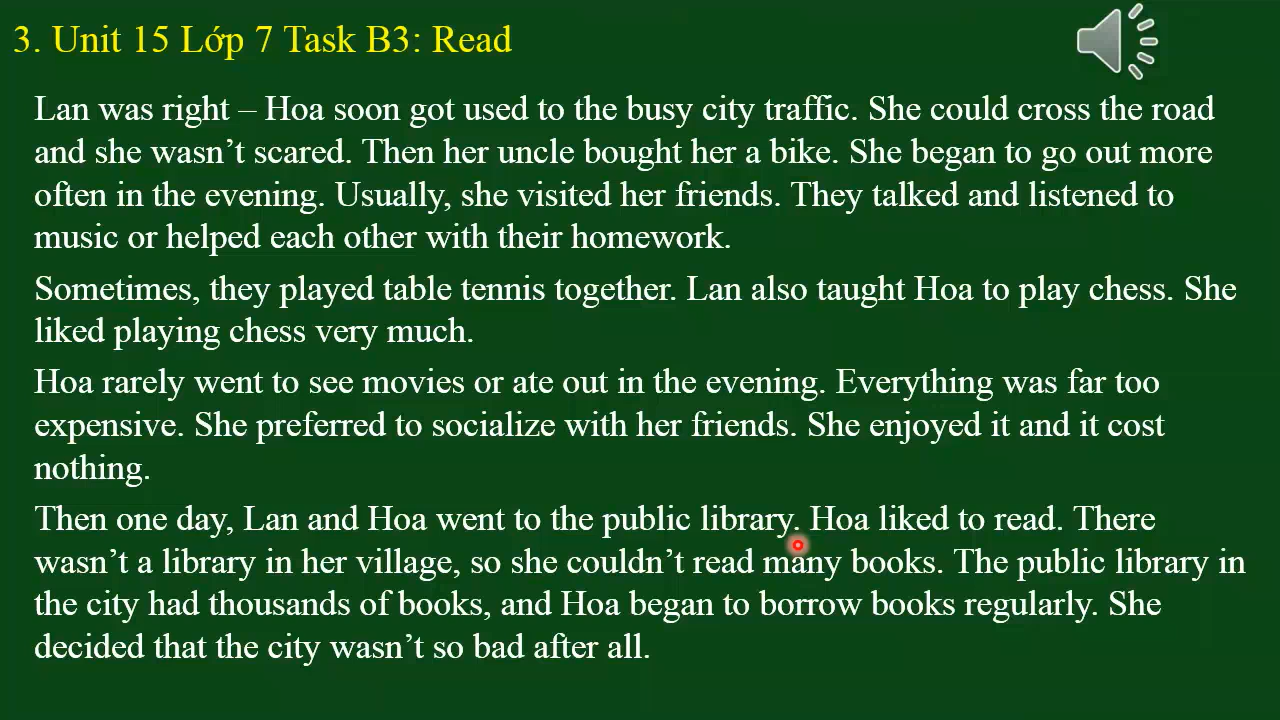 3. Unit 15 Lớp 7 Task B3: Read
Lan was right – Hoa soon got used to the busy city traffic. She could cross the road
and she wasn’t scared. Then her uncle bought her a bike. She began to go out more
often in the evening. Usually, she visited her friends. They talked and listened to
music or helped each other with their homework.
Sometimes, they played table tennis together. Lan also taught Hoa to play chess. She
liked playing chess very much.
Hoa rarely went to see movies or ate out in the evening. Everything was far too
expensive. She preferred to socialize with her friends. She enjoyed it and it cost
nothing.
Then one day, Lan and Hoa went to the public library. Hoa liked to read. There
wasn’t a library in her village, so she couldn’t read many books. The public library in
the city had thousands of books, and Hoa began to borrow books regularly. She
decided that the city wasn’t so bad after all.